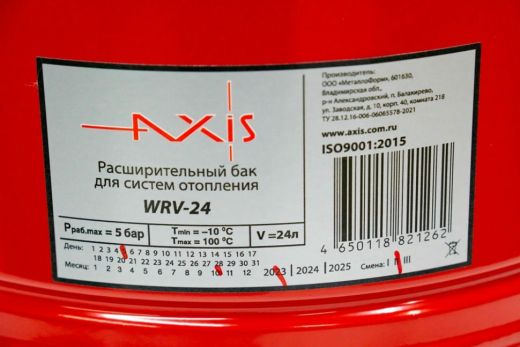 AXIS
Расширительный бак
для систем отопления
WRV-24
Рраб.max = 5 бар
Tmin = –10 °C
Tmax = 100 °C
V = 24л
День: 1 2 3 4 5 6 7 8 9 10 11 12 13 14 15 16 17
18 19 20 21 22 23 24 25 26 27 28 29 30 31
Месяц: 1 2 3 4 5 6 7 8 9 10 11 12 2023 2024 2025 Смена: I II III
Производитель:
ООО «МеталлоФорм», 601630,
Владимирская обл.,
р-н Александровский, п. Балакирево,
ул. Заводская, д. 10, корп. 40, комната 218
ТУ 28.12.16-006-06065578-2021
www.axis.com.ru
ISO9001:2015
4 650118 821262